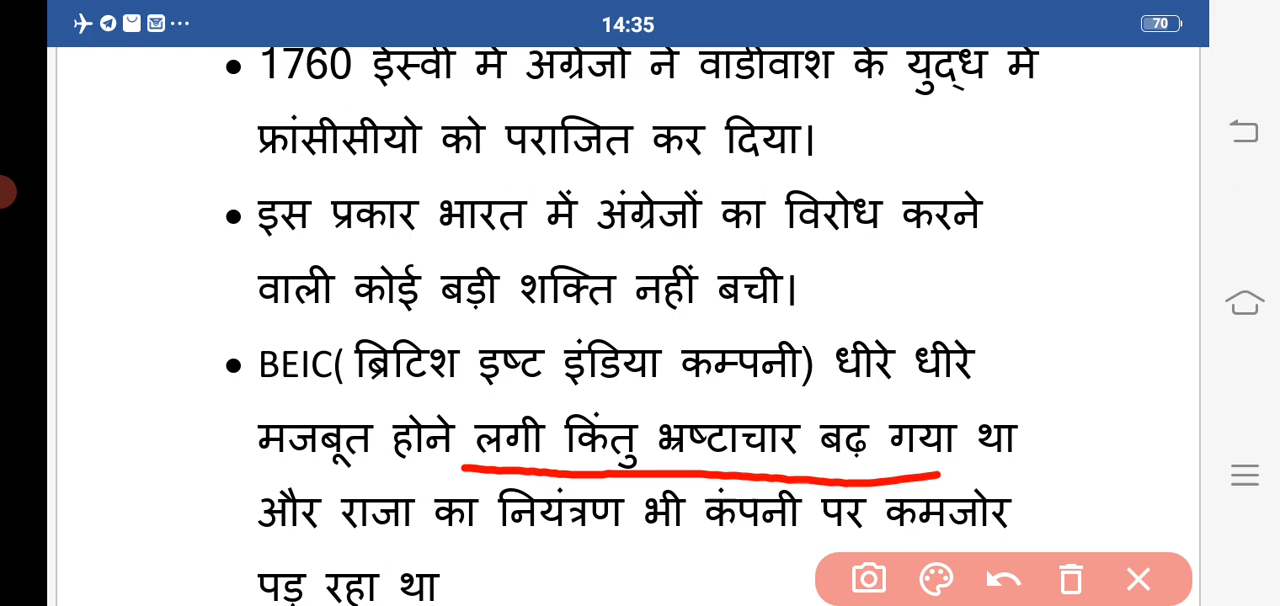 14:35
70
• 1760 ईस्वी में अंग्रेजों ने वाडीवाश के युद्ध में
फ्रांसीसीयो को पराजित कर दिया।
• इस प्रकार भारत में अंग्रेजों का विरोध करने
वाली कोई बड़ी शक्ति नहीं बची।
• BEIC( ब्रिटिश इष्ट इंडिया कम्पनी) धीरे धीरे
मजबूत होने लगी किंतु भ्रष्टाचार बढ़ गया था
और राजा का नियंत्रण भी कंपनी पर कमजोर
पड़ रहा था